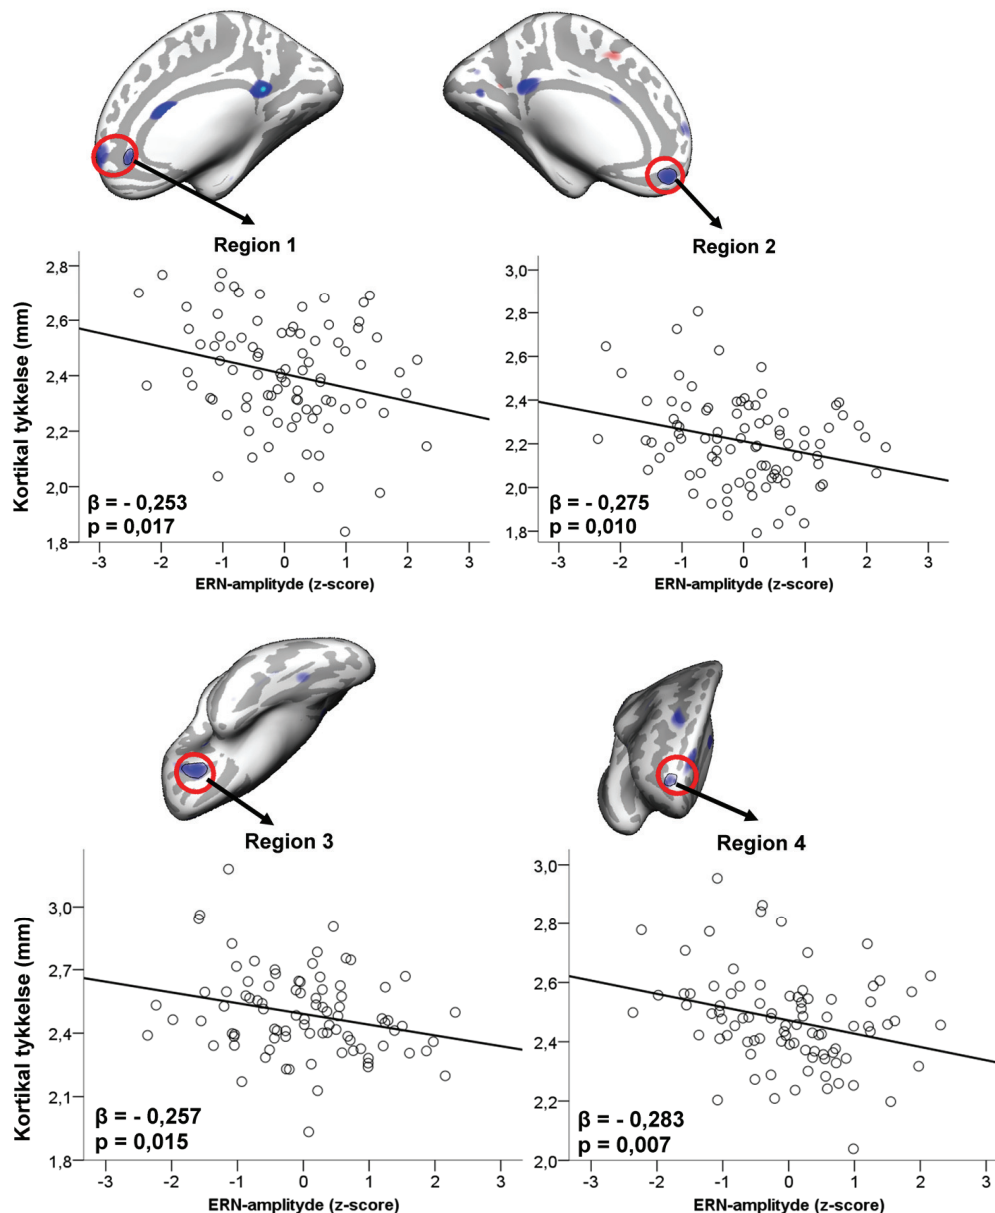 Region 1
Region 2
Kortikal tykkelse (mm)
2,8
2,6
2,4
2,2
2,0
1,8
β = - 0,253
p = 0,017
-3 -2 -1 0 1 2 3
ERN-amplityde (z-score)
3,0
2,8
2,6
2,4
2,2
2,0
1,8
β = - 0,275
p = 0,010
-3 -2 -1 0 1 2 3
ERN-amplityde (z-score)
Region 3
Region 4
Kortikal tykkelse (mm)
3,0
2,7
2,4
2,1
1,8
β = - 0,257
p = 0,015
-3 -2 -1 0 1 2 3
ERN-amplityde (z-score)
3,0
2,8
2,6
2,4
2,2
2,0
β = - 0,283
p = 0,007
-3 -2 -1 0 1 2 3
ERN-amplityde (z-score)